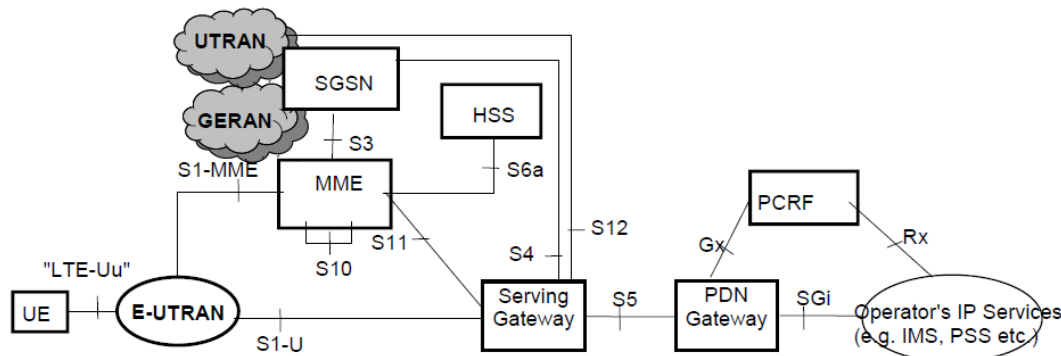 UTRAN
SGSN
GERAN
HSS
S3
S1-MME
S6a
MME
PCRF
S11
S12
Gx
Rx
S4
S10
"LTE-Uu"
UE
E-UTRAN
Serving
Gateway
S5
PDN
Gateway
SGi
Operator's IP Services
(e.g. IMS, PSS etc.)
S1-U